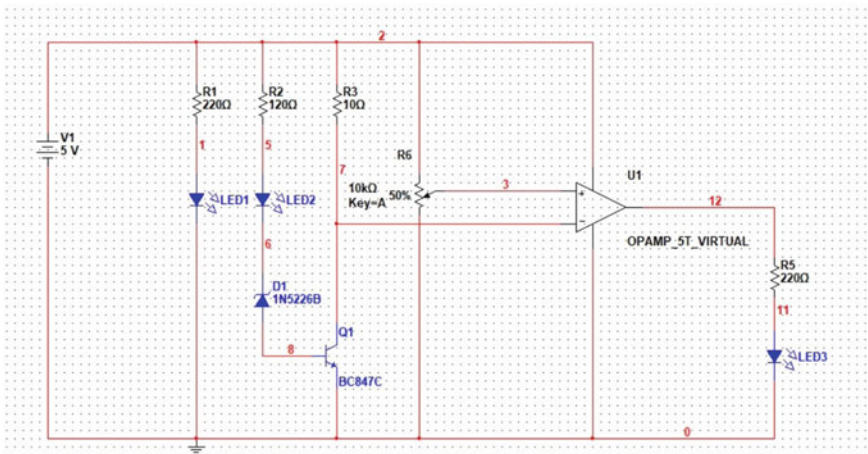 2
R1
220Ω
R2
120Ω
R3
10Ω
V1
5 V
1
5
7
R6
10kΩ
50%
Key=A
3
U1
12
LED1
LED2
6
OPAMP_5T_VIRTUAL
R5
220Ω
D1
1N5226B
11
Q1
8
LED3
BC847C
0